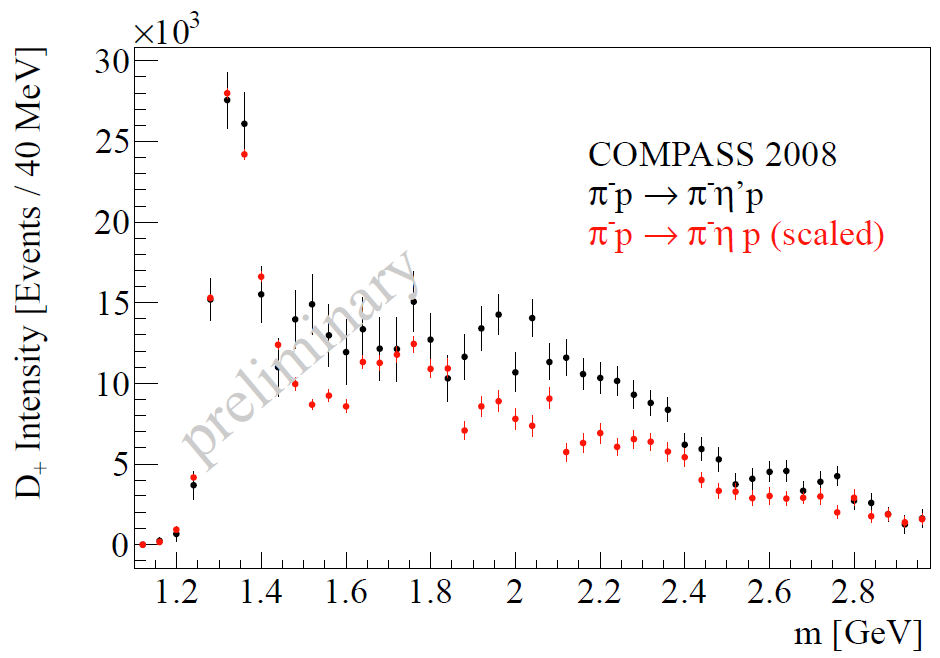 ×10³
D₊ Intensity [Events / 40 MeV]
30
25
20
15
10
5
0
COMPASS 2008
π⁻p → π⁻η’p
π⁻p → π⁻η p (scaled)
preliminary
1.2 1.4 1.6 1.8 2 2.2 2.4 2.6 2.8
m [GeV]